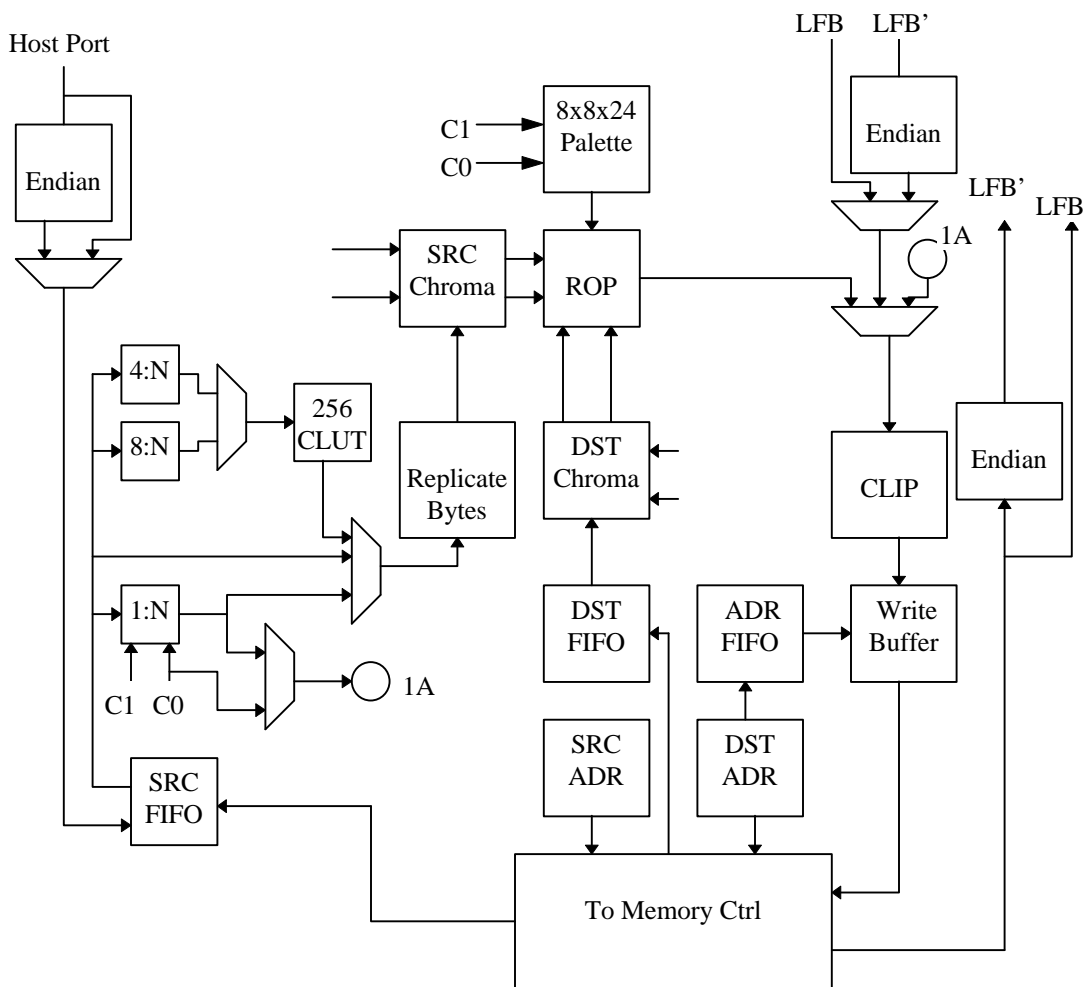 LFB
LFB’
Host Port
8x8x24
Palette
C1
C0
Endian
Endian
LFB’
LFB
1A
SRC
Chroma
ROP
4:N
8:N
256
CLUT
Replicate
Bytes
DST
Chroma
CLIP
Endian
1:N
C1
C0
1A
DST
FIFO
ADR
FIFO
Write
Buffer
SRC
ADR
DST
ADR
SRC
FIFO
To Memory Ctrl